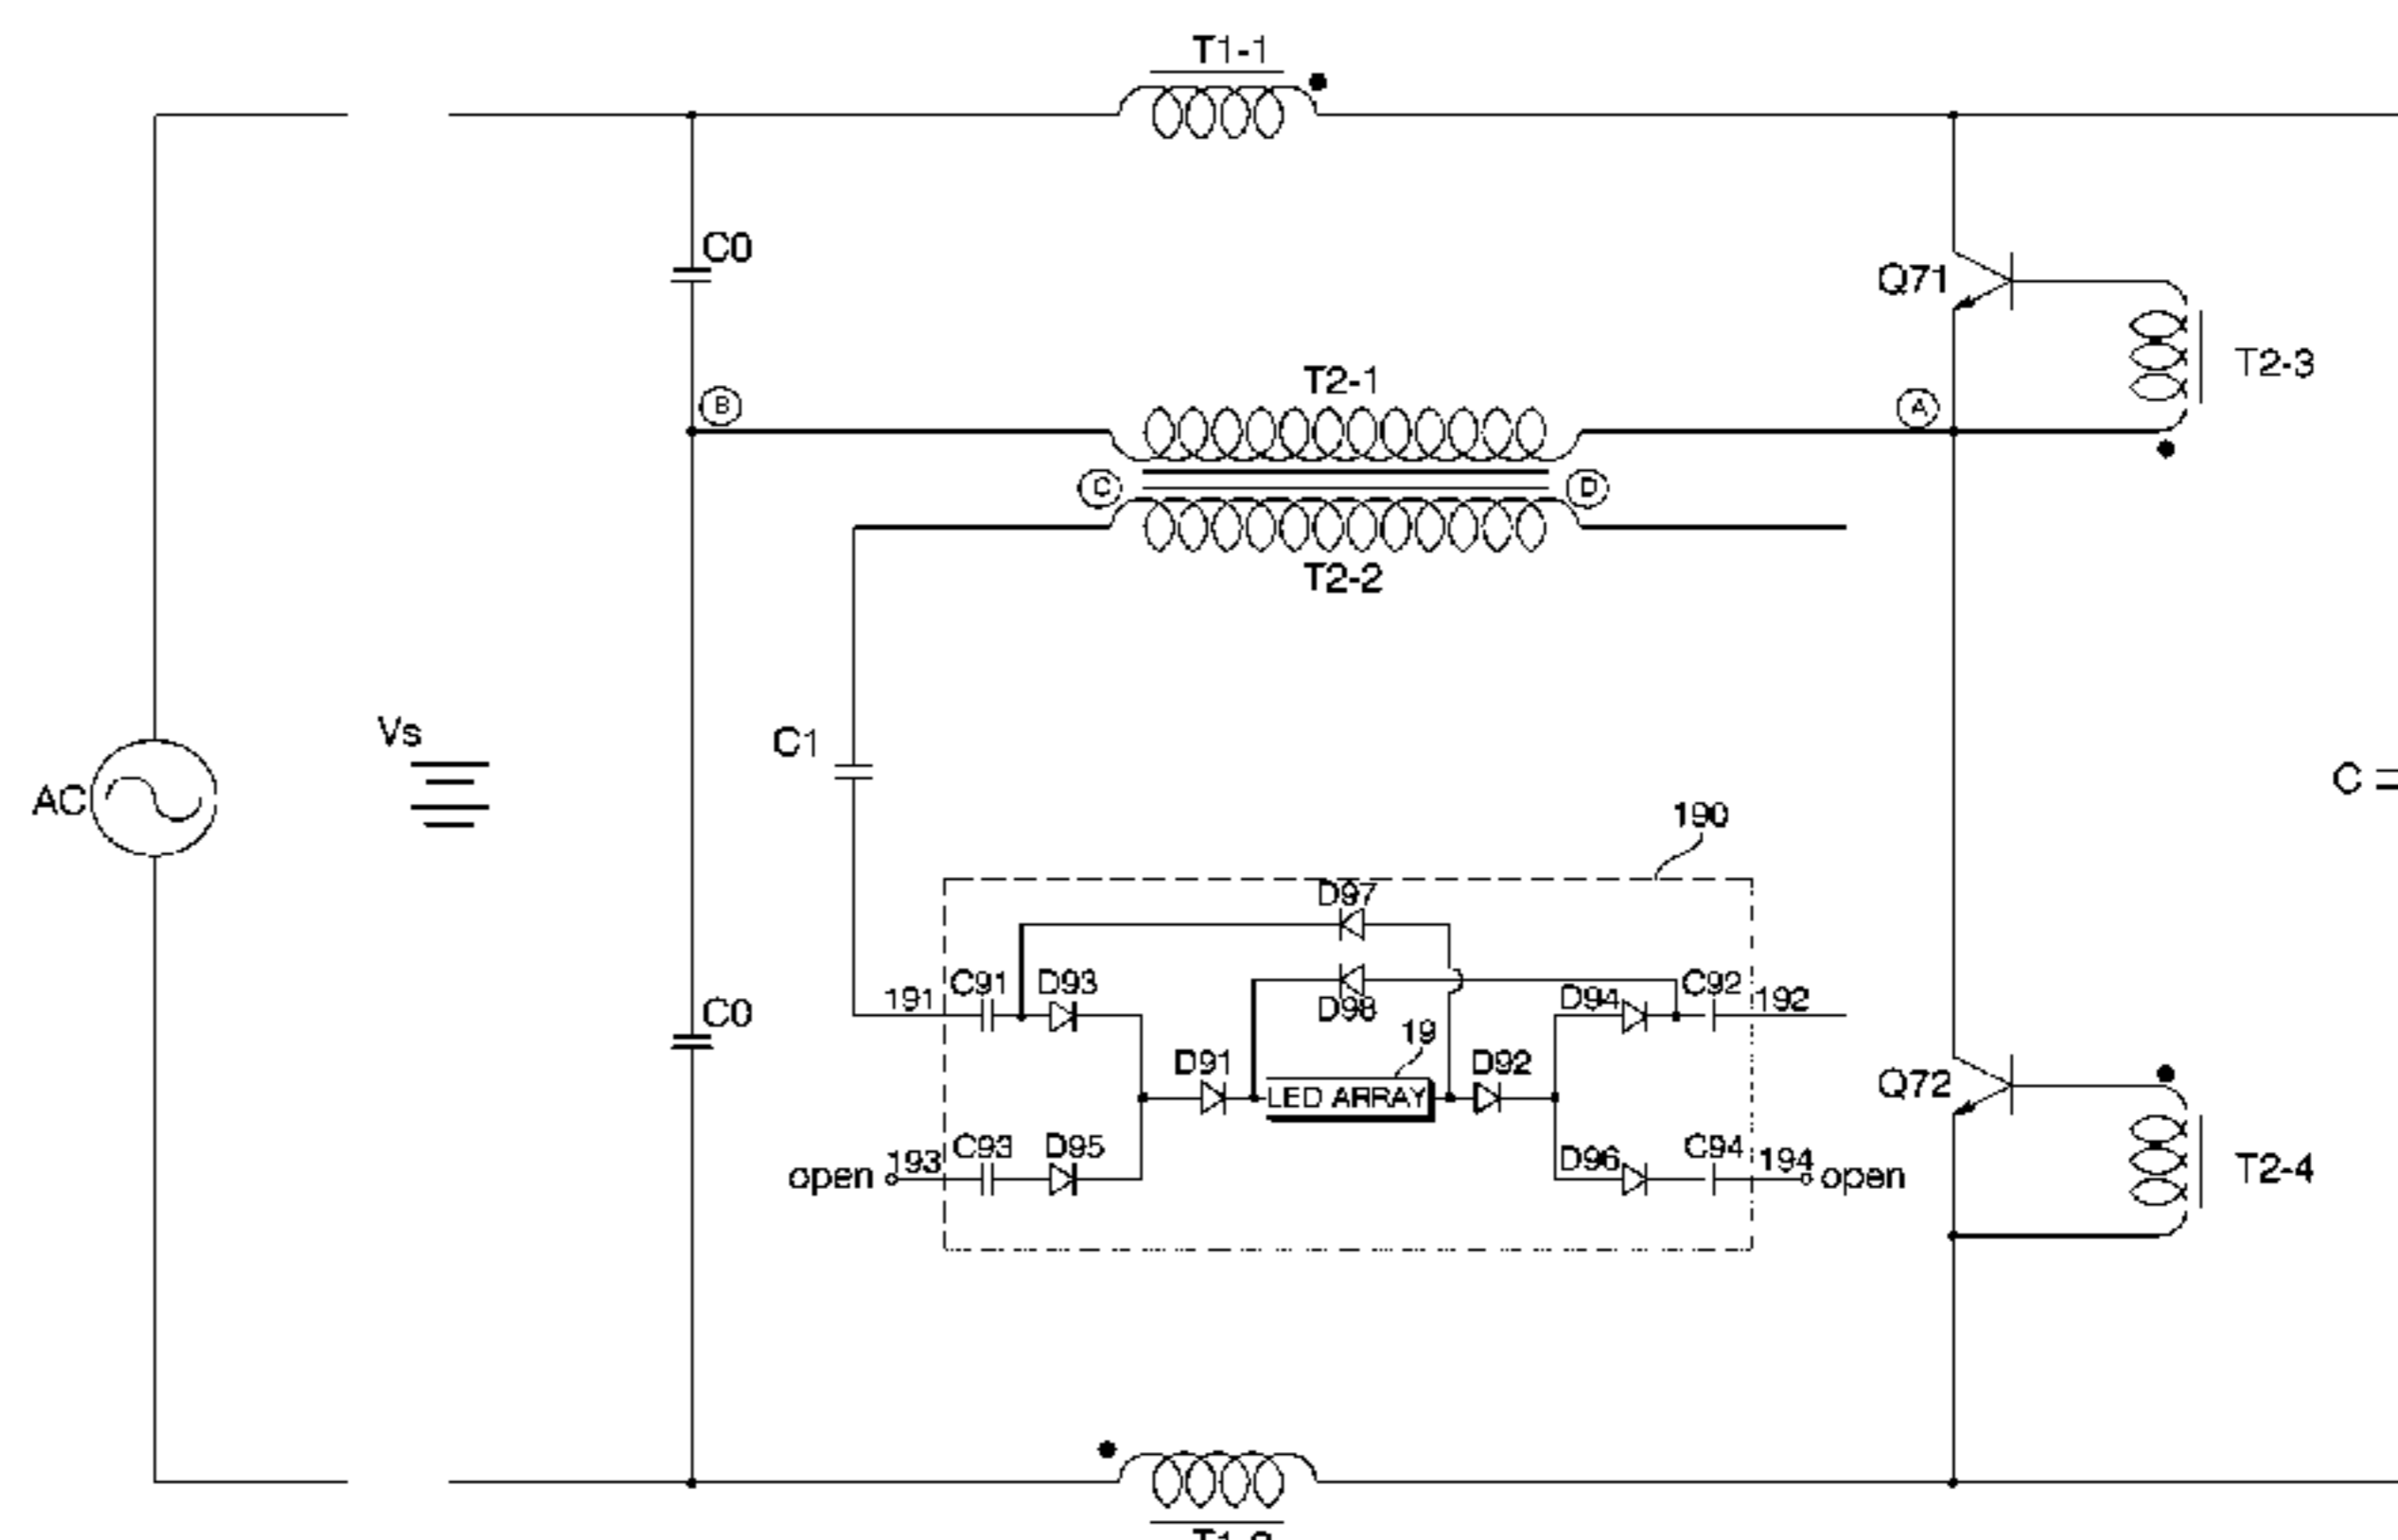 T1-1
C0
Q71
T2-3
B
T2-1
A
C
D
T2-2
Vs
C1
AC
C
190
D97
191
C91
D93
D98
D94
C92
192
C0
19
D91
LED ARRAY
D92
Q72
open
193
C93
D95
D96
C94
194
open
T2-4